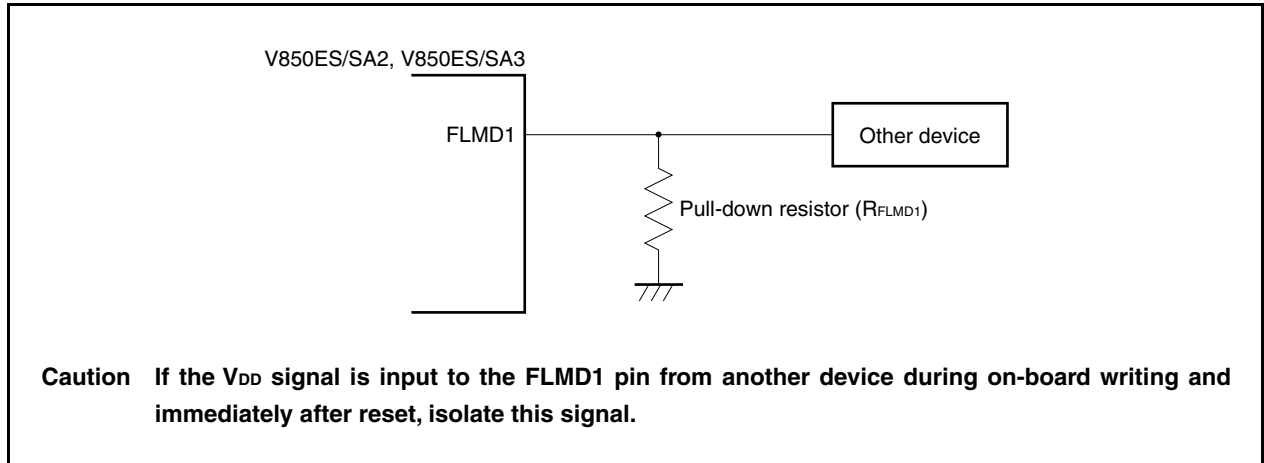 V850ES/SA2, V850ES/SA3
FLMD1
Other device
Pull-down resistor (RFLMD1)
Caution If the VDD signal is input to the FLMD1 pin from another device during on-board writing and
immediately after reset, isolate this signal.